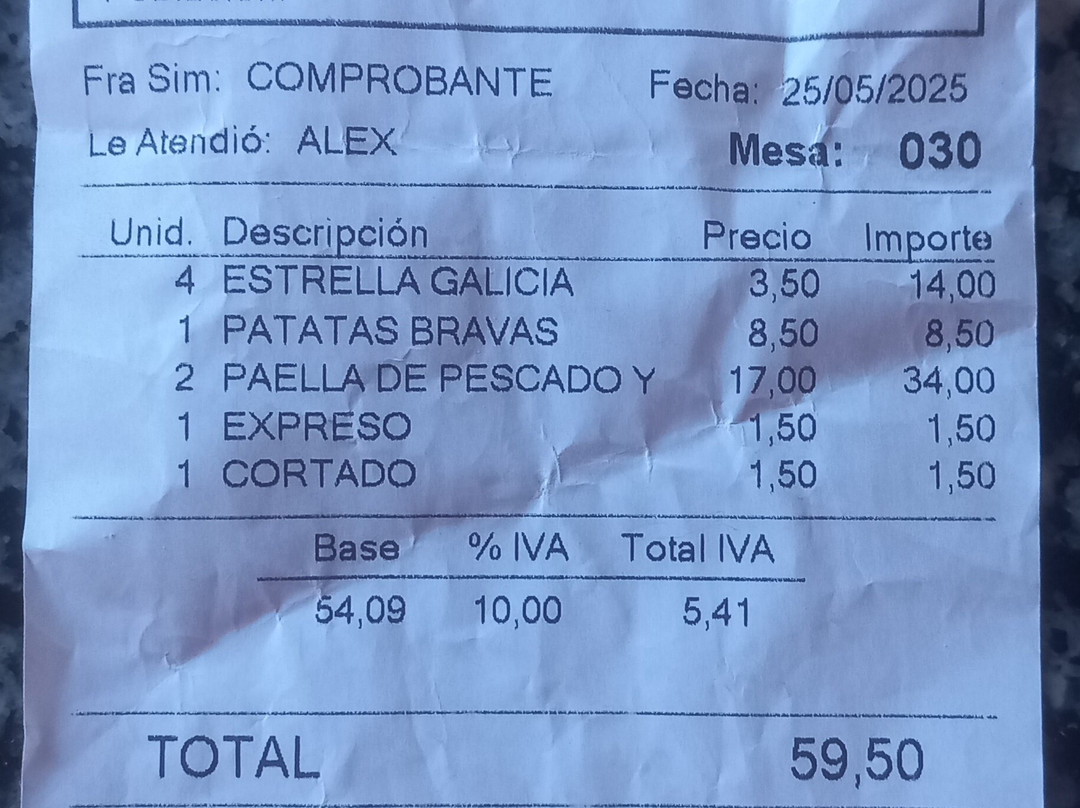 Fra Sim: COMPROBANTE Fecha: 25/05/2025
Le Atendió: ALEX Mesa: 030
Unid. Descripción Precio Importe
4 ESTRELLA GALICIA 3,50 14,00
1 PATATAS BRAVAS 8,50 8,50
2 PAELLA DE PESCADO Y 17,00 34,00
1 EXPRESO 1,50 1,50
1 CORTADO 1,50 1,50
Base % IVA Total IVA
54,09 10,00 5,41
TOTAL 59,50